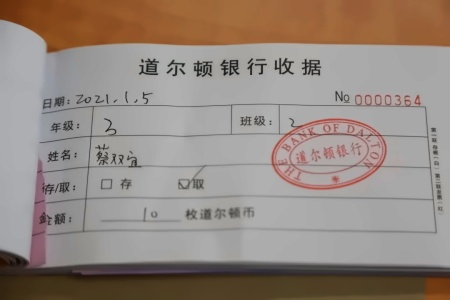 道尔顿银行收据
日期: 2021.1.5 No 0000364
年级: 3 班级: 2
姓名: 蔡双宜
存/取: □ 存 ☑ 取
金额: 10 枚道尔顿币
THE BANK OF DALTON
道尔顿银行